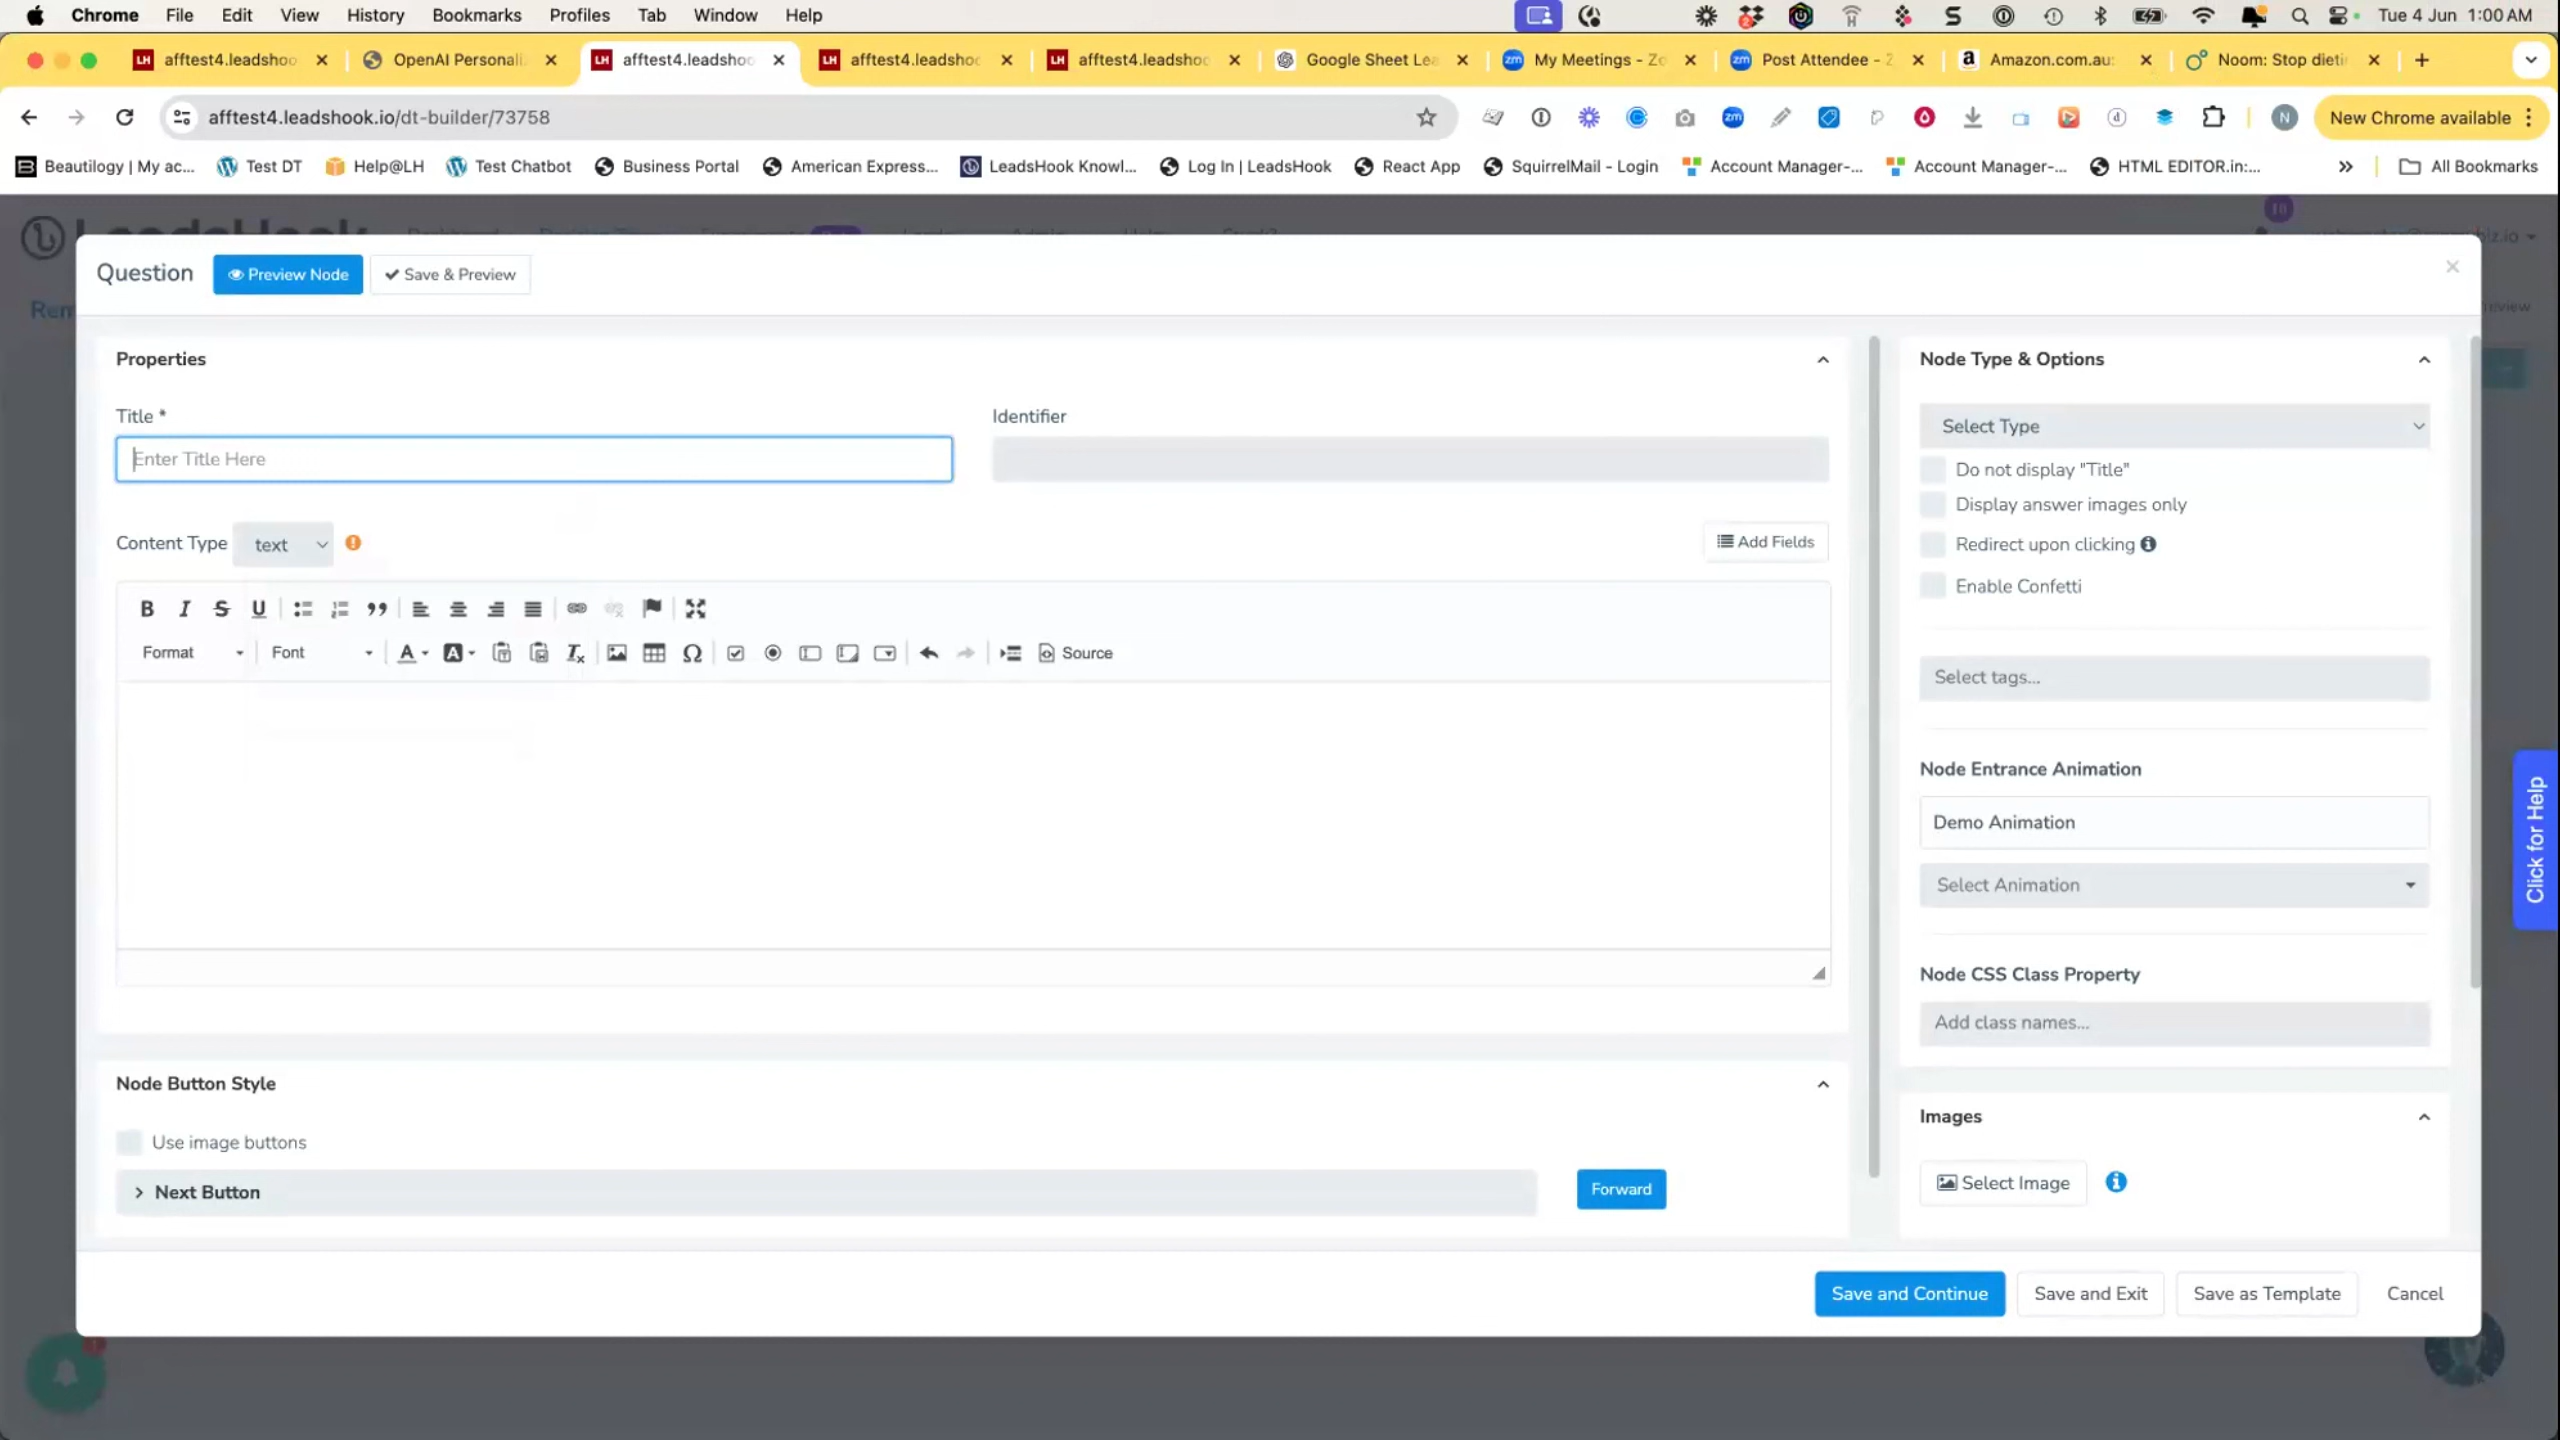 Chrome File Edit View History Bookmarks Profiles Tab Window Help Tue 4 Jun 1:00 AM
afftest4.leadshoo OpenAI Personali afftest4.leadshoo afftest4.leadshoo afftest4.leadshoo Google Sheet Lea My Meetings - Zo Post Attendee - Z Amazon.com.au: Noom: Stop dieti
afftest4.leadshook.io/dt-builder/73758 New Chrome available
Beautilogy | My ac... Test DT Help@LH Test Chatbot Business Portal American Express... LeadsHook Knowl... Log In | LeadsHook React App SquirrelMail - Login Account Manager-... Account Manager-... HTML EDITOR.in:... All Bookmarks
Question Preview Node Save & Preview
Properties
Title * Identifier
Enter Title Here
Content Type text Add Fields
Format Font Source
Node Button Style
Use image buttons
Next Button Forward
Node Type & Options
Select Type
Do not display "Title"
Display answer images only
Redirect upon clicking
Enable Confetti
Select tags...
Node Entrance Animation
Demo Animation
Select Animation
Node CSS Class Property
Add class names...
Images
Select Image
Save and Continue Save and Exit Save as Template Cancel
Click for Help